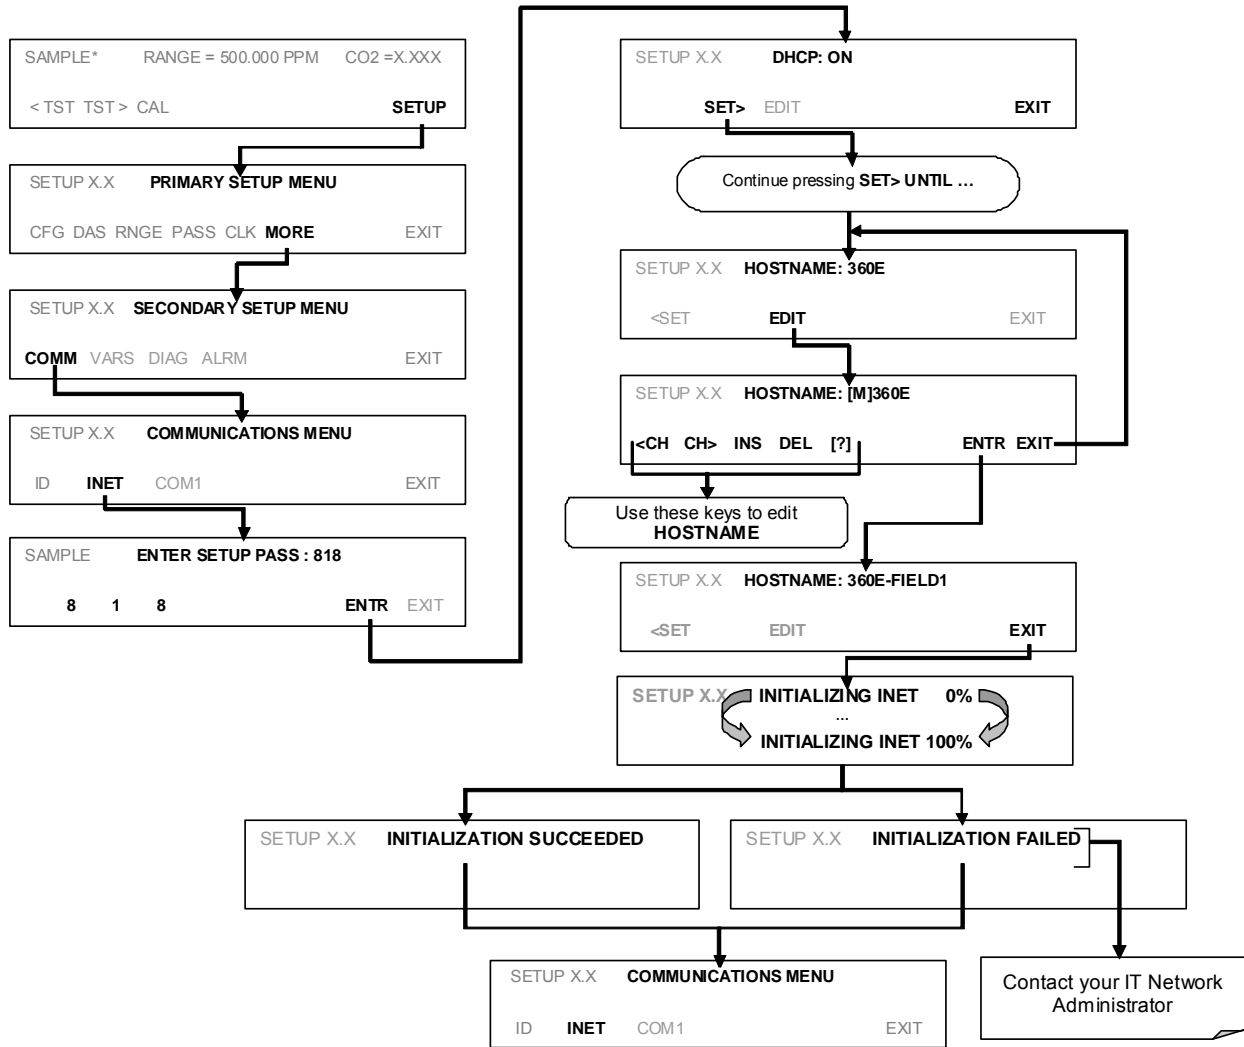 SAMPLE* RANGE = 500.000 PPM CO2 =X.XXX
< TST TST > CAL SETUP
SETUP X.X PRIMARY SETUP MENU
CFG DAS RNGE PASS CLK MORE EXIT
SETUP X.X SECONDARY SETUP MENU
COMM VARS DIAG ALRM EXIT
SETUP X.X COMMUNICATIONS MENU
ID INET COM1 EXIT
SAMPLE ENTER SETUP PASS : 818
8 1 8 ENTR EXIT
SETUP X.X DHCP: ON
SET> EDIT EXIT
Continue pressing SET> UNTIL ...
SETUP X.X HOSTNAME: 360E
<SET EDIT EXIT
SETUP X.X HOSTNAME: [M]360E
<CH CH> INS DEL [?] ENTR EXIT
Use these keys to edit
HOSTNAME
SETUP X.X HOSTNAME: 360E-FIELD1
<SET EDIT EXIT
SETUP X.X INITIALIZING INET 0%
...
INITIALIZING INET 100%
SETUP X.X INITIALIZATION SUCCEEDED
SETUP X.X INITIALIZATION FAILED
SETUP X.X COMMUNICATIONS MENU
ID INET COM1 EXIT
Contact your IT Network
Administrator